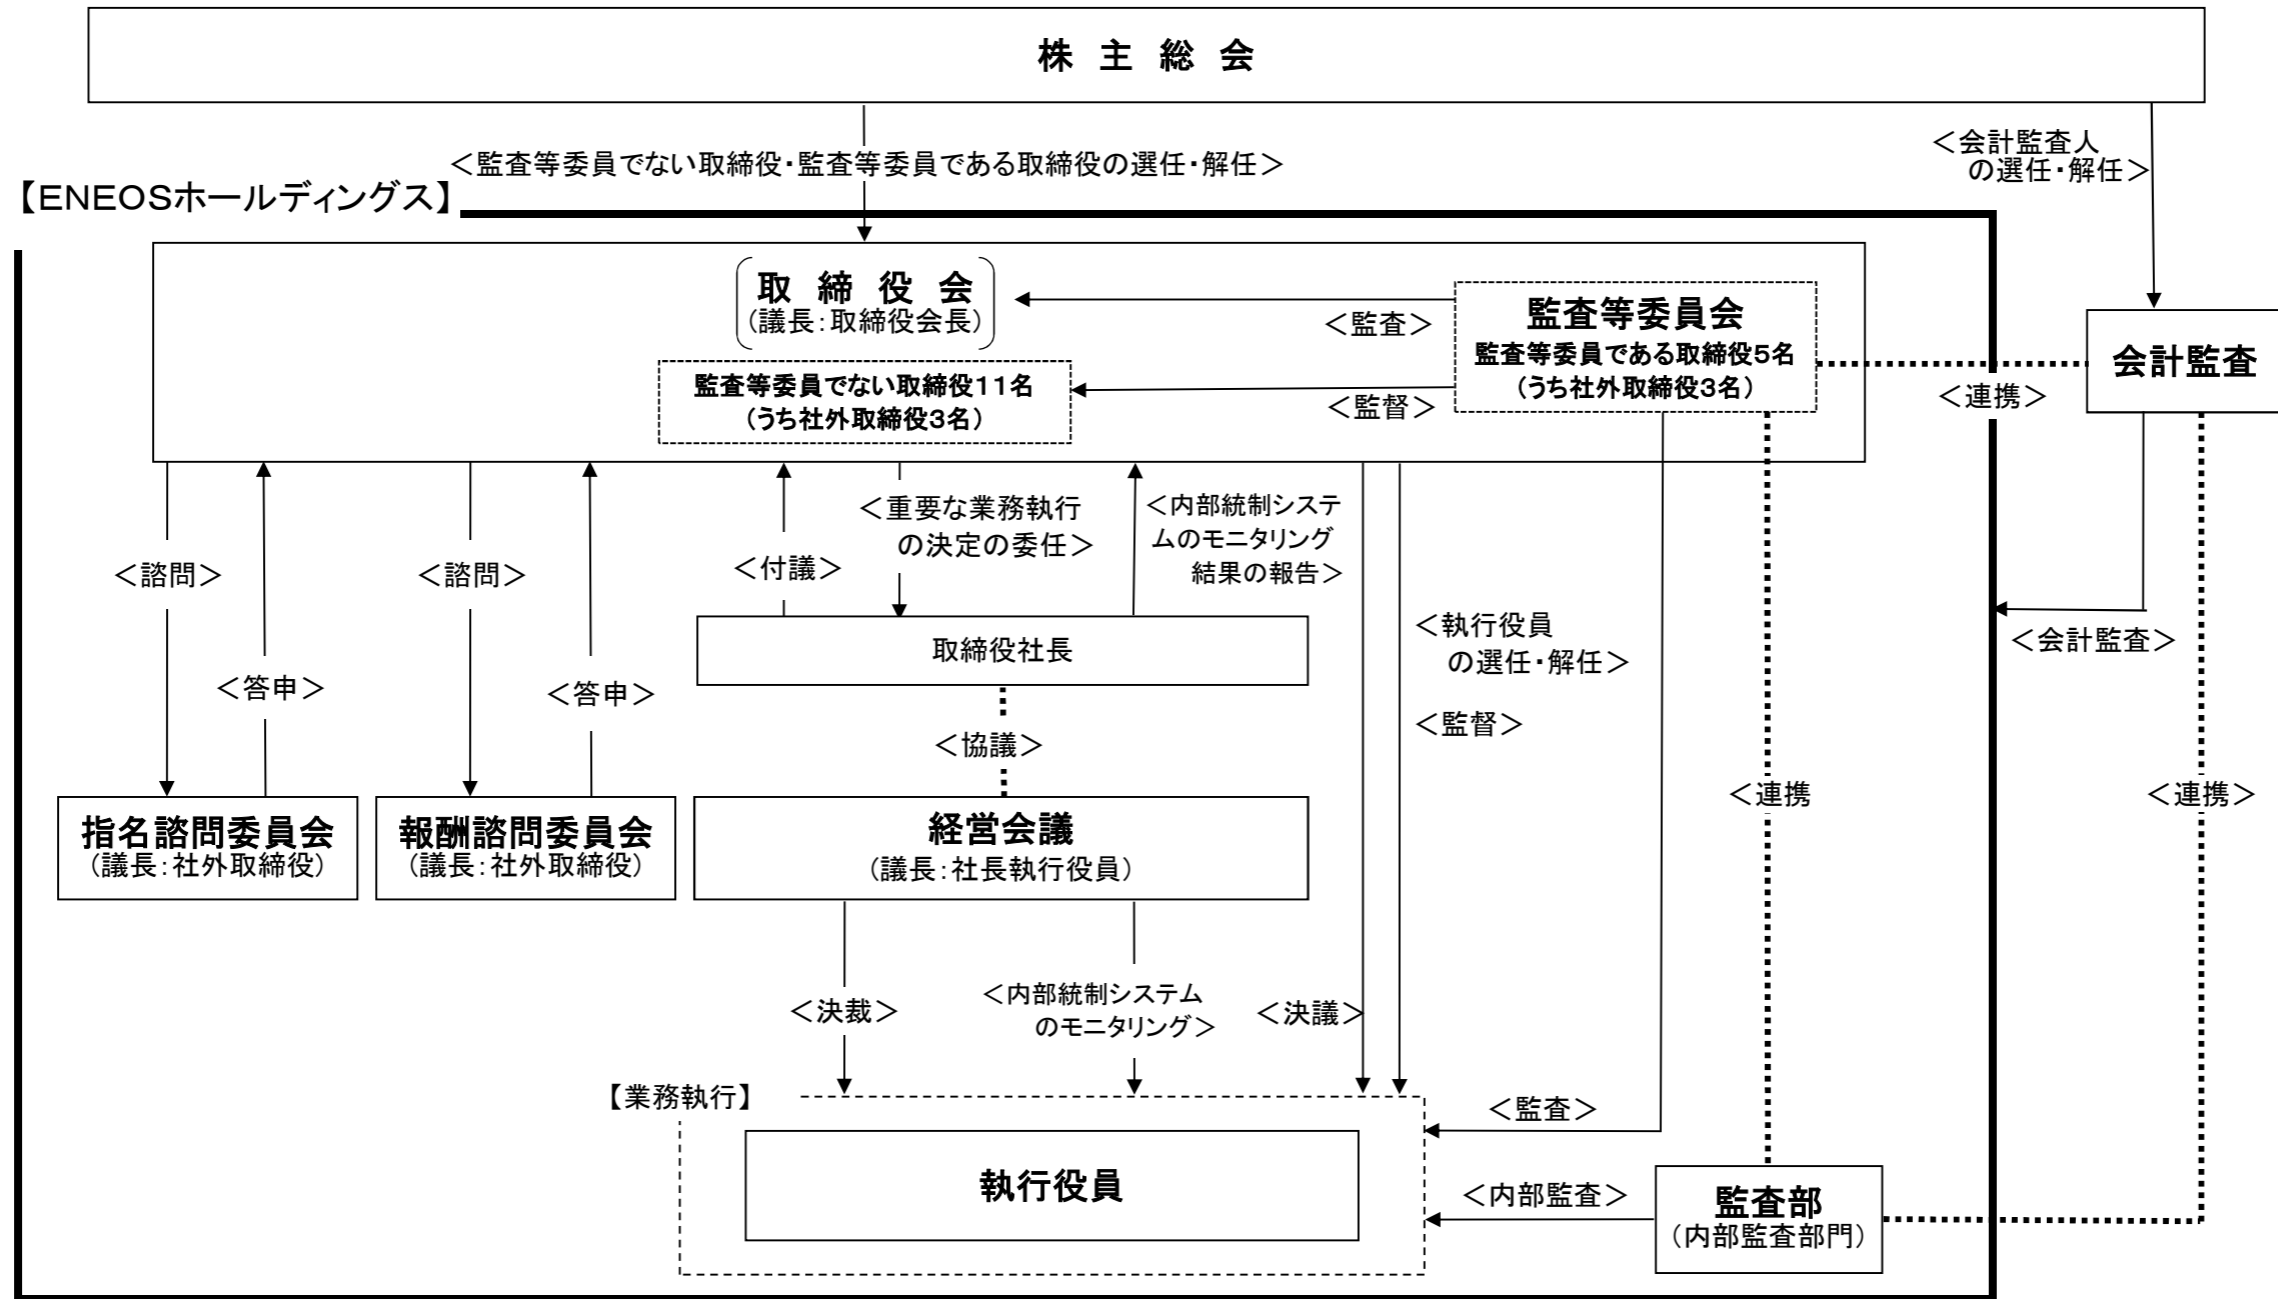 株 主 総 会
＜監査等委員でない取締役・監査等委員である取締役の選任・解任＞
＜会計監査人
の選任・解任＞
【ENEOSホールディングス】
取 締 役 会
（議長：取締役会長）
＜監査＞
監査等委員会
監査等委員である取締役5名
（うち社外取締役3名）
会計監査
監査等委員でない取締役11名
（うち社外取締役3名）
＜監督＞
＜連携＞
＜諮問＞
＜答申＞
＜諮問＞
＜答申＞
＜付議＞
＜重要な業務執行
の決定の委任＞
＜内部統制システ
ムのモニタリング
結果の報告＞
取締役社長
＜執行役員
の選任・解任＞
＜監督＞
＜会計監査＞
＜協議＞
＜連携
＜連携＞
指名諮問委員会
（議長：社外取締役）
報酬諮問委員会
（議長：社外取締役）
経営会議
（議長：社長執行役員）
＜決裁＞
＜内部統制システム
のモニタリング＞
＜決議＞
【業務執行】
＜監査＞
執行役員
＜内部監査＞
監査部
（内部監査部門）